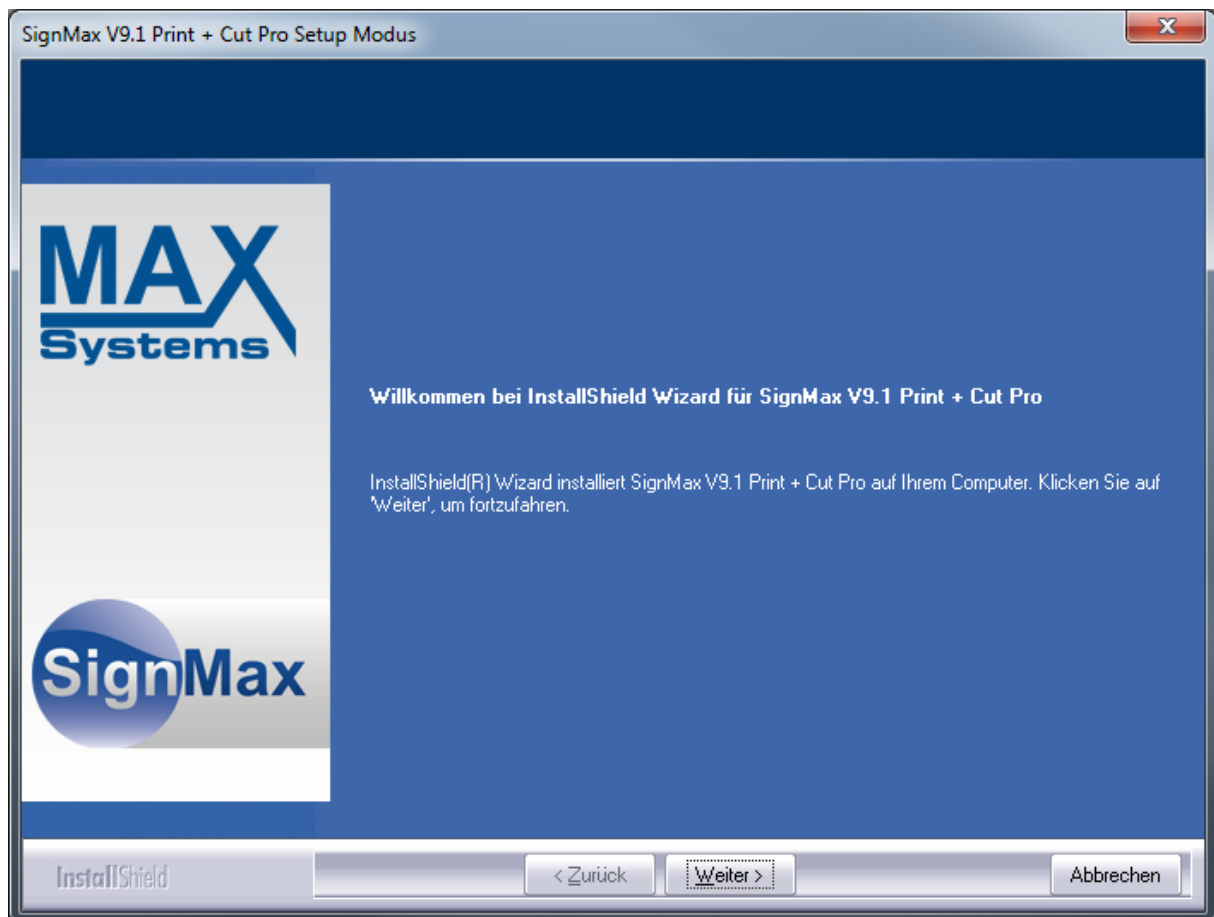 SignMax V9.1 Print + Cut Pro Setup Modus
MAX
Systems
Willkommen bei InstallShield Wizard für SignMax V9.1 Print + Cut Pro
InstallShield(R) Wizard installiert SignMax V9.1 Print + Cut Pro auf Ihrem Computer. Klicken Sie auf
'Weiter', um fortzufahren.
SignMax
InstallShield
< Zurück
Weiter >
Abbrechen